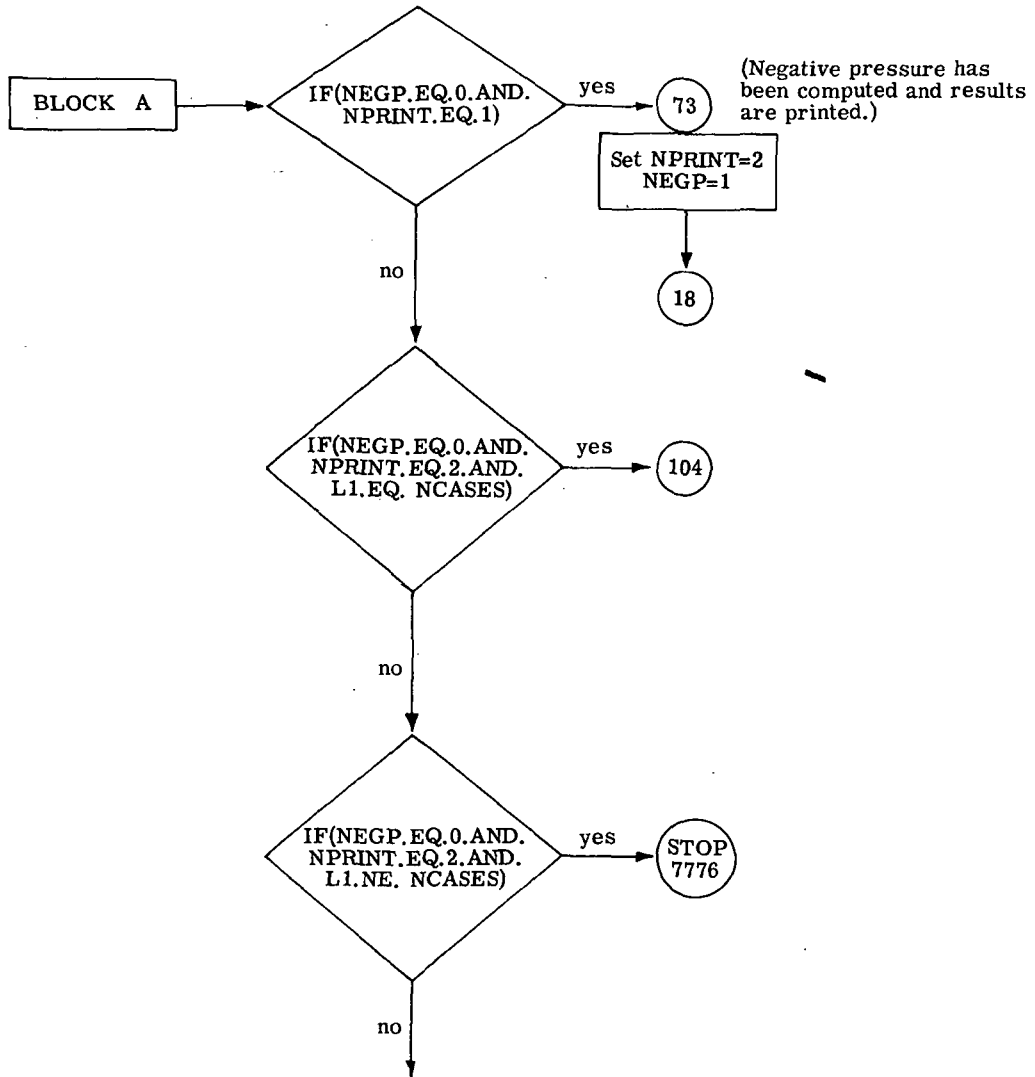 BLOCK A
IF(NEGP.EQ.0.AND.
NPRINT.EQ.1)
yes
73
(Negative pressure has
been computed and results
are printed.)
Set NPRINT=2
NEGP=1
18
no
IF(NEGP.EQ.0.AND.
NPRINT.EQ.2.AND.
L1.EQ. NCASES)
yes
104
no
IF(NEGP.EQ.0.AND.
NPRINT.EQ.2.AND.
L1.NE. NCASES)
yes
STOP
7776
no